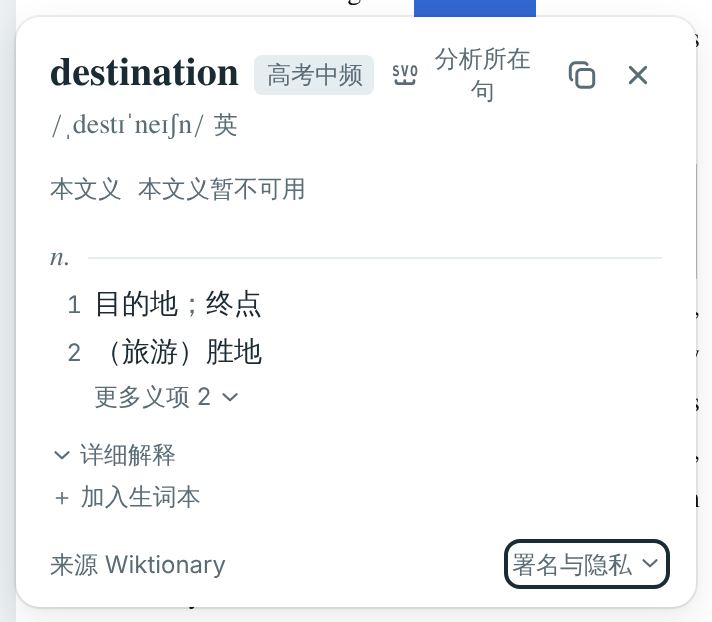 destination 高考中频 SVO 分析所在句
/ˌdestɪˈneɪʃn/ 英
本文义 本文义暂不可用
n.
1 目的地；终点
2 （旅游）胜地
更多义项 2
详细解释
+ 加入生词本
来源 Wiktionary 署名与隐私